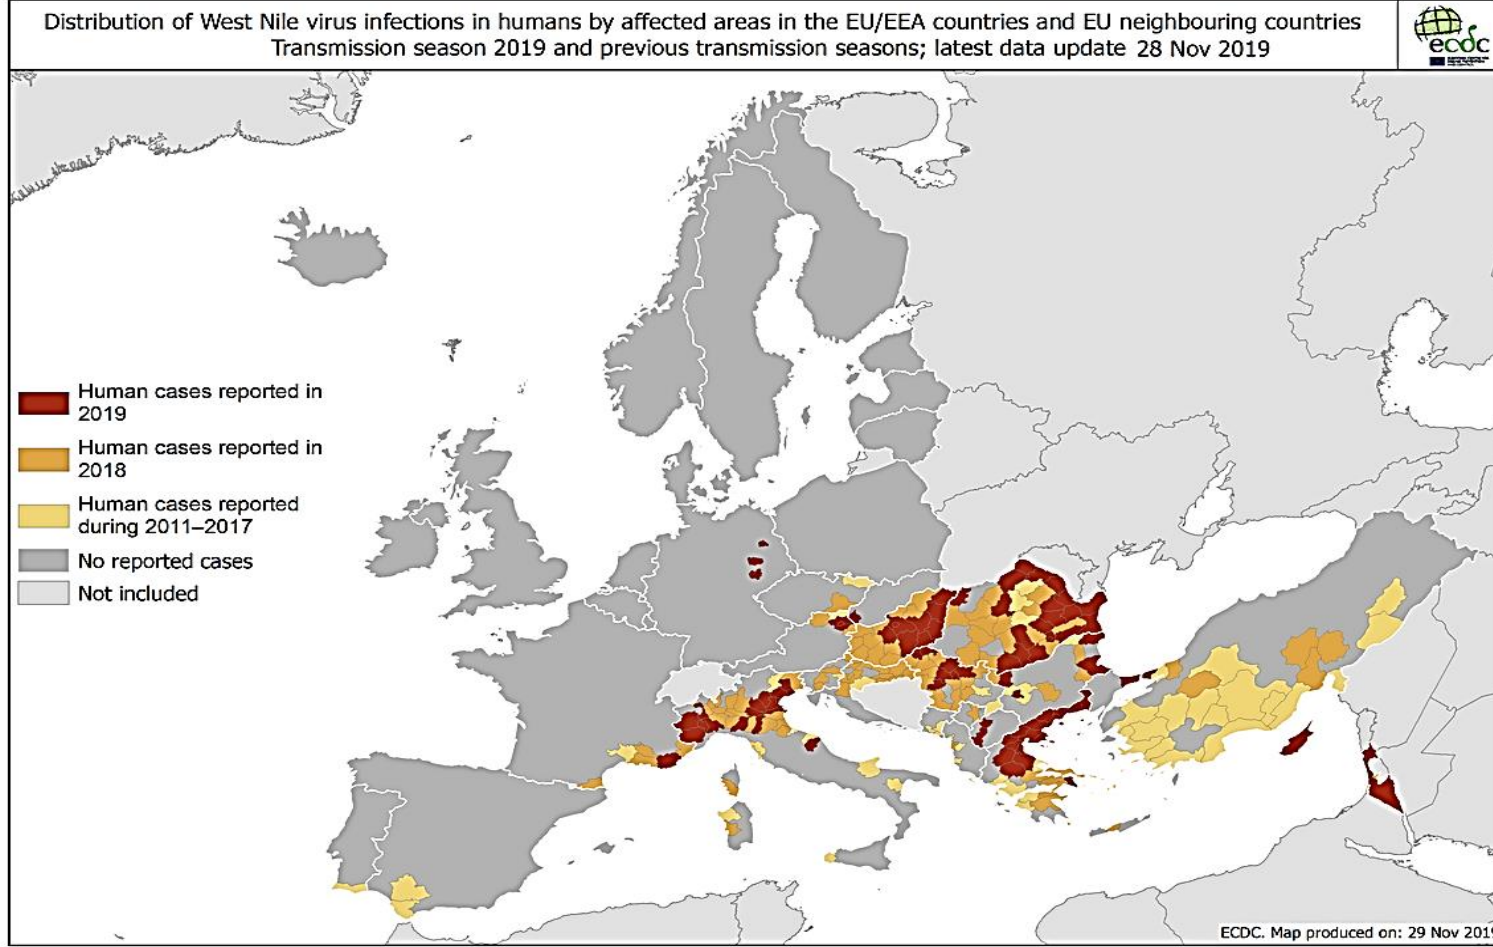 Distribution of West Nile virus infections in humans by affected areas in the EU/EEA countries and EU neighbouring countries
Transmission season 2019 and previous transmission seasons; latest data update 28 Nov 2019
ecdc
Human cases reported in
2019
Human cases reported in
2018
Human cases reported
during 2011–2017
No reported cases
Not included
ECDC. Map produced on: 29 Nov 2019